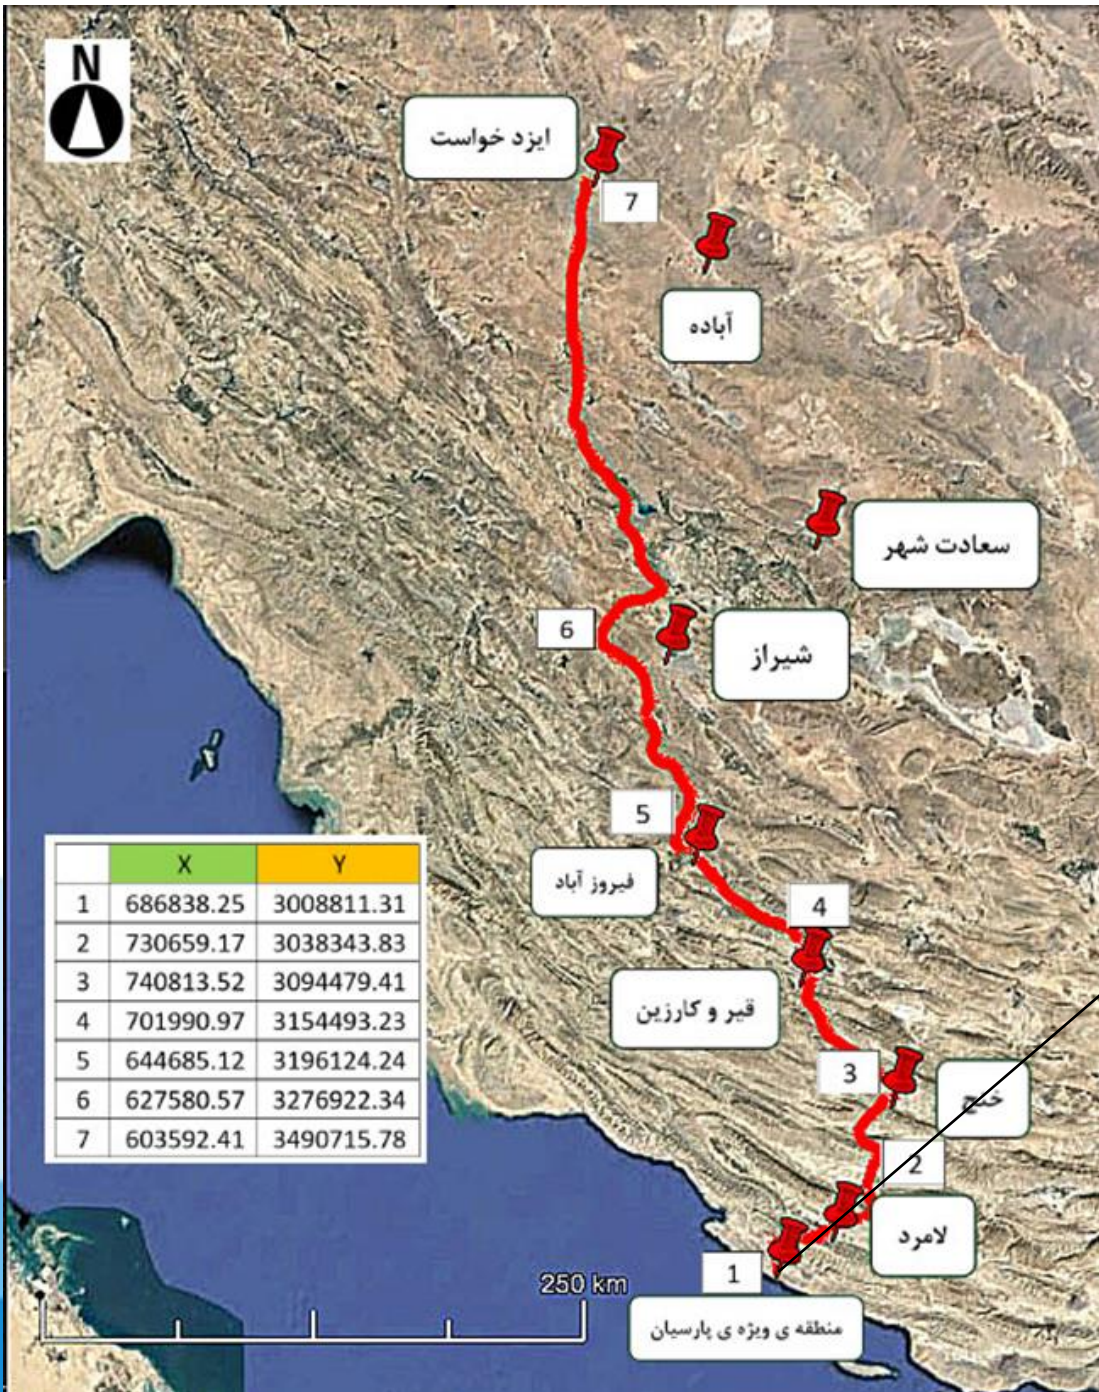 N
ایزد خواست
7
آباده
سعادت شهر
6
شیراز
5
فیروز آباد
4
قیر و کارزین
3
خنج
2
لامرد
1
منطقه ی ویژه ی پارسیان
250 km
X Y
1 686838.25 3008811.31
2 730659.17 3038343.83
3 740813.52 3094479.41
4 701990.97 3154493.23
5 644685.12 3196124.24
6 627580.57 3276922.34
7 603592.41 3490715.78